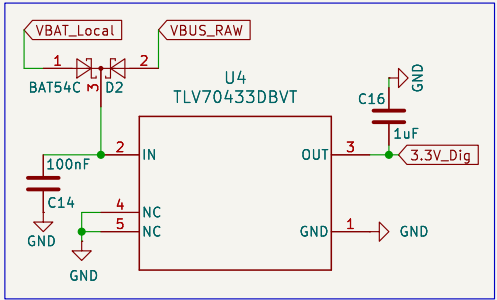 VBAT_Local
VBUS_RAW
1
2
BAT54C
3
D2
U4
TLV70433DBVT
GND
C16
1uF
100nF
2
IN
OUT
3
3.3V_Dig
C14
GND
4
NC
5
NC
GND
1
GND
GND